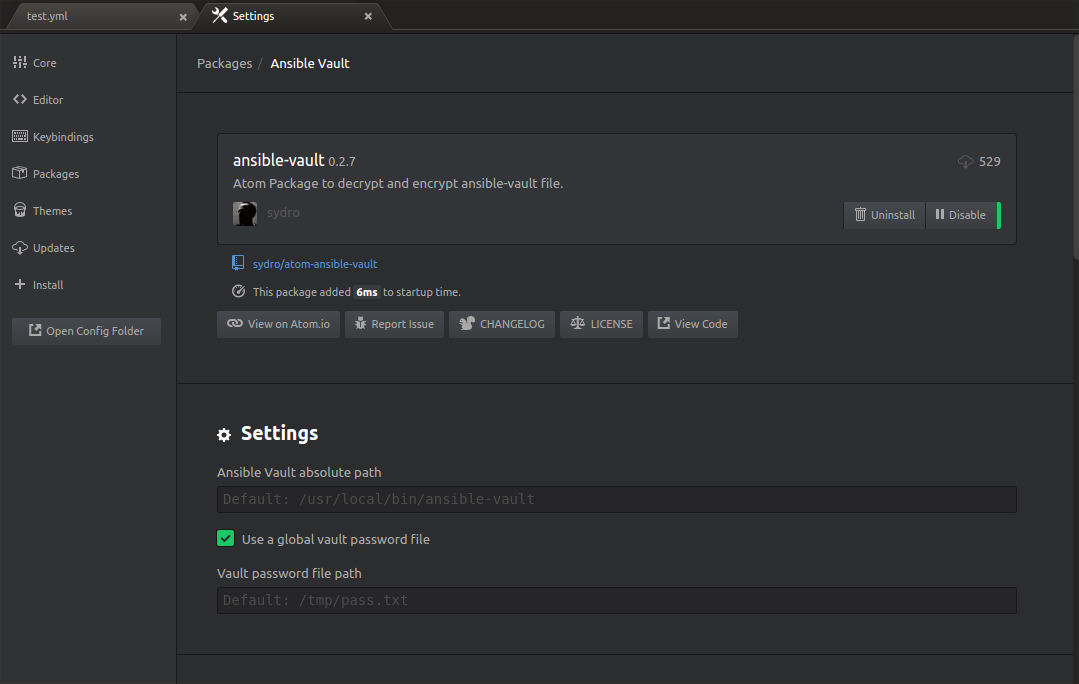 test.yml
Settings
Core
Editor
Keybindings
Packages
Themes
Updates
Install
Open Config Folder
Packages / Ansible Vault
ansible-vault 0.2.7
529
Atom Package to decrypt and encrypt ansible-vault file.
sydro
Uninstall
Disable
sydro/atom-ansible-vault
This package added 6ms to startup time.
View on Atom.io
Report Issue
CHANGELOG
LICENSE
View Code
Settings
Ansible Vault absolute path
Default: /usr/local/bin/ansible-vault
Use a global vault password file
Vault password file path
Default: /tmp/pass.txt